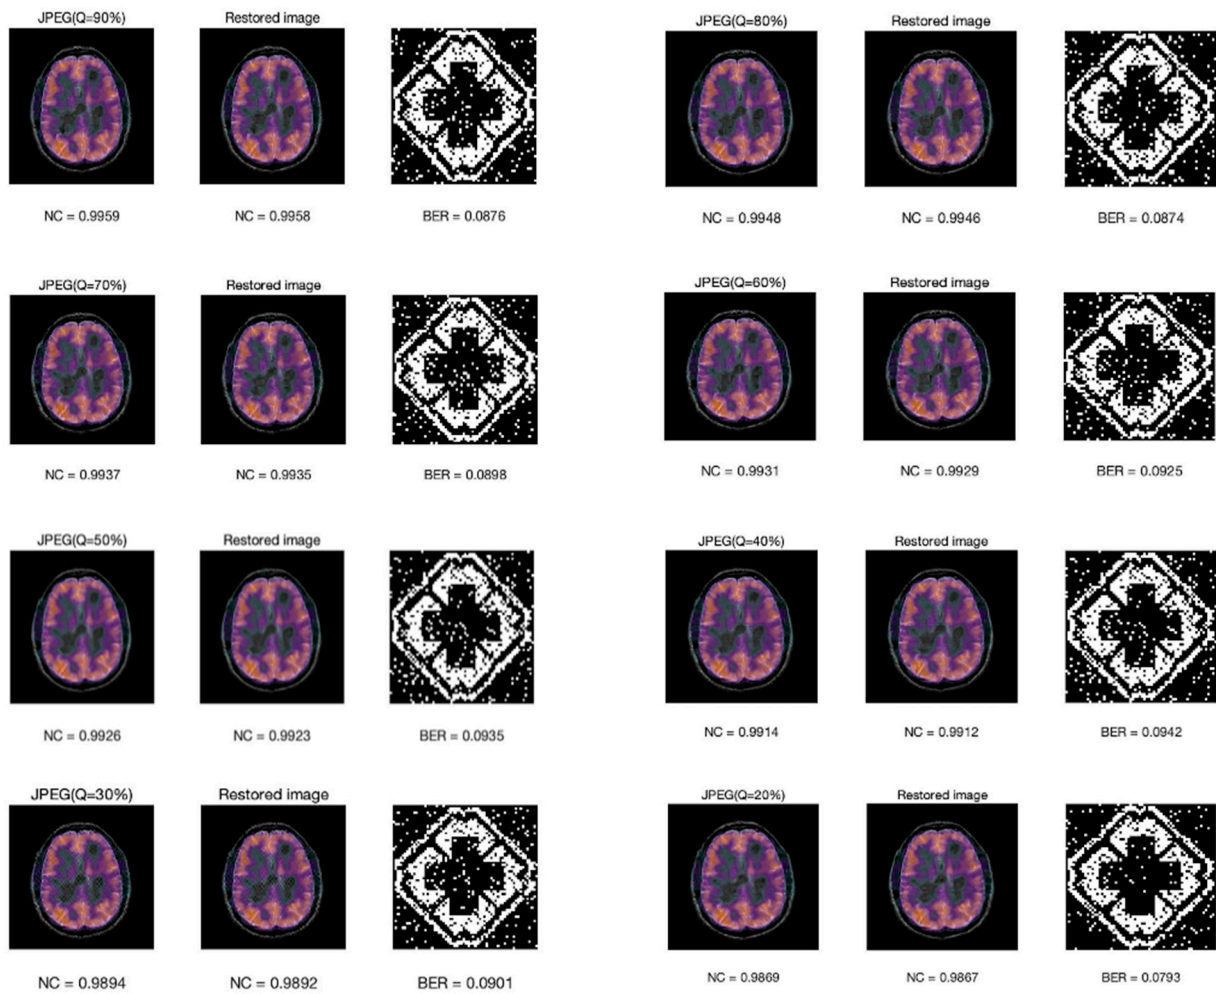 JPEG(Q=90%) Restored image
NC = 0.9959 NC = 0.9958 BER = 0.0876
JPEG(Q=80%) Restored image
NC = 0.9948 NC = 0.9946 BER = 0.0874
JPEG(Q=70%) Restored image
NC = 0.9937 NC = 0.9935 BER = 0.0898
JPEG(Q=60%) Restored image
NC = 0.9931 NC = 0.9929 BER = 0.0925
JPEG(Q=50%) Restored image
NC = 0.9926 NC = 0.9923 BER = 0.0935
JPEG(Q=40%) Restored image
NC = 0.9914 NC = 0.9912 BER = 0.0942
JPEG(Q=30%) Restored image
NC = 0.9894 NC = 0.9892 BER = 0.0901
JPEG(Q=20%) Restored image
NC = 0.9869 NC = 0.9867 BER = 0.0793